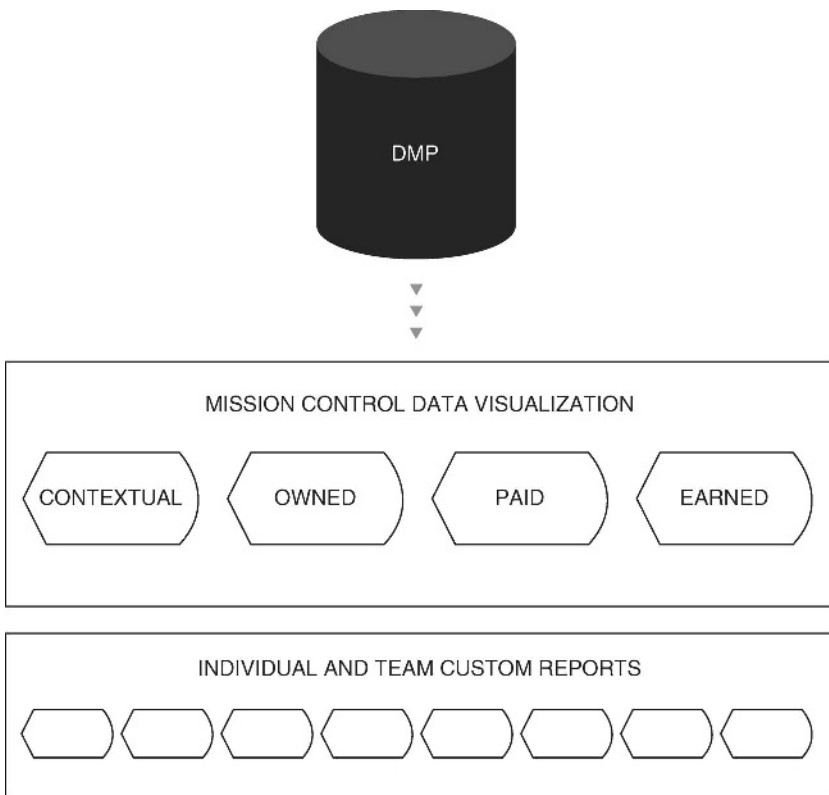 DMP
MISSION CONTROL DATA VISUALIZATION
CONTEXTUAL OWNED PAID EARNED
INDIVIDUAL AND TEAM CUSTOM REPORTS